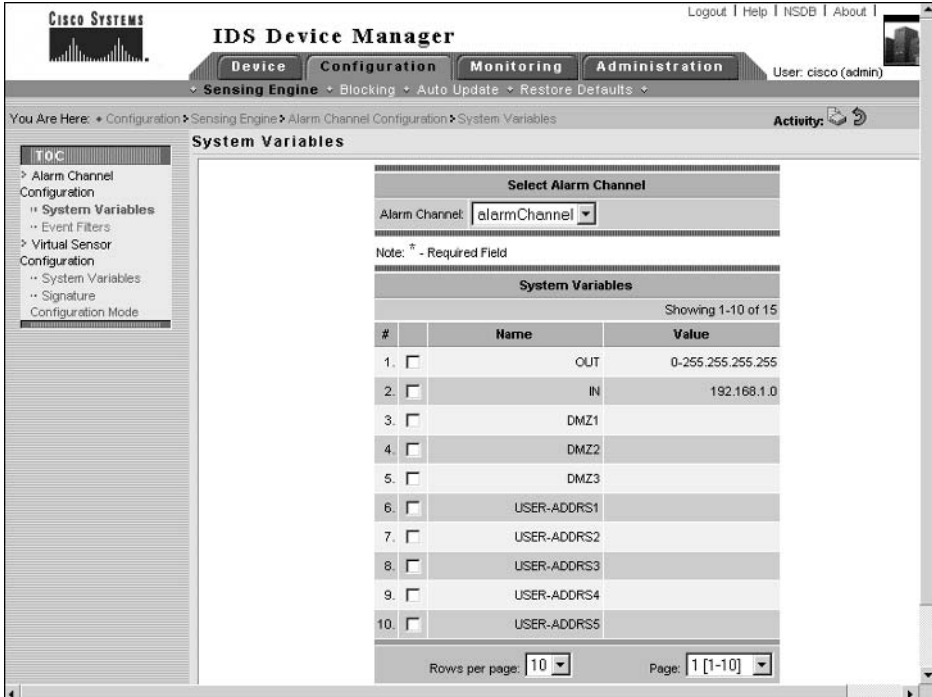 CISCO SYSTEMS
Logout | Help | NSDB | About |
IDS Device Manager
Device Configuration Monitoring Administration
User: cisco (admin)
Sensing Engine Blocking Auto Update Restore Defaults
You Are Here: Configuration Sensing Engine Alarm Channel Configuration System Variables
Activity:
System Variables
TOC
Alarm Channel
Configuration
System Variables
Event Filters
Virtual Sensor
Configuration
System Variables
Signature
Configuration Mode
Select Alarm Channel
Alarm Channel: alarmChannel
Note: * - Required Field
System Variables
Showing 1-10 of 15
# Name Value
1. OUT 0-255.255.255.255
2. IN 192.168.1.0
3. DMZ1
4. DMZ2
5. DMZ3
6. USER-ADDRS1
7. USER-ADDRS2
8. USER-ADDRS3
9. USER-ADDRS4
10. USER-ADDRS5
Rows per page: 10 Page: 1 [1-10]